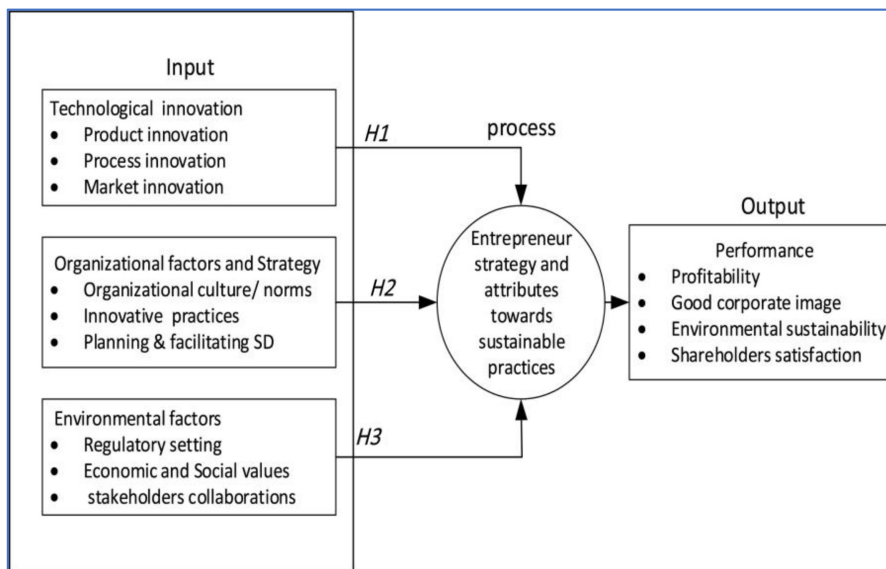 Input
Technological innovation
• Product innovation
• Process innovation
• Market innovation
H1
process
Organizational factors and Strategy
• Organizational culture/ norms
• Innovative practices
• Planning & facilitating SD
H2
Environmental factors
• Regulatory setting
• Economic and Social values
• stakeholders collaborations
H3
Entrepreneur
strategy and
attributes
towards
sustainable
practices
Output
Performance
• Profitability
• Good corporate image
• Environmental sustainability
• Shareholders satisfaction